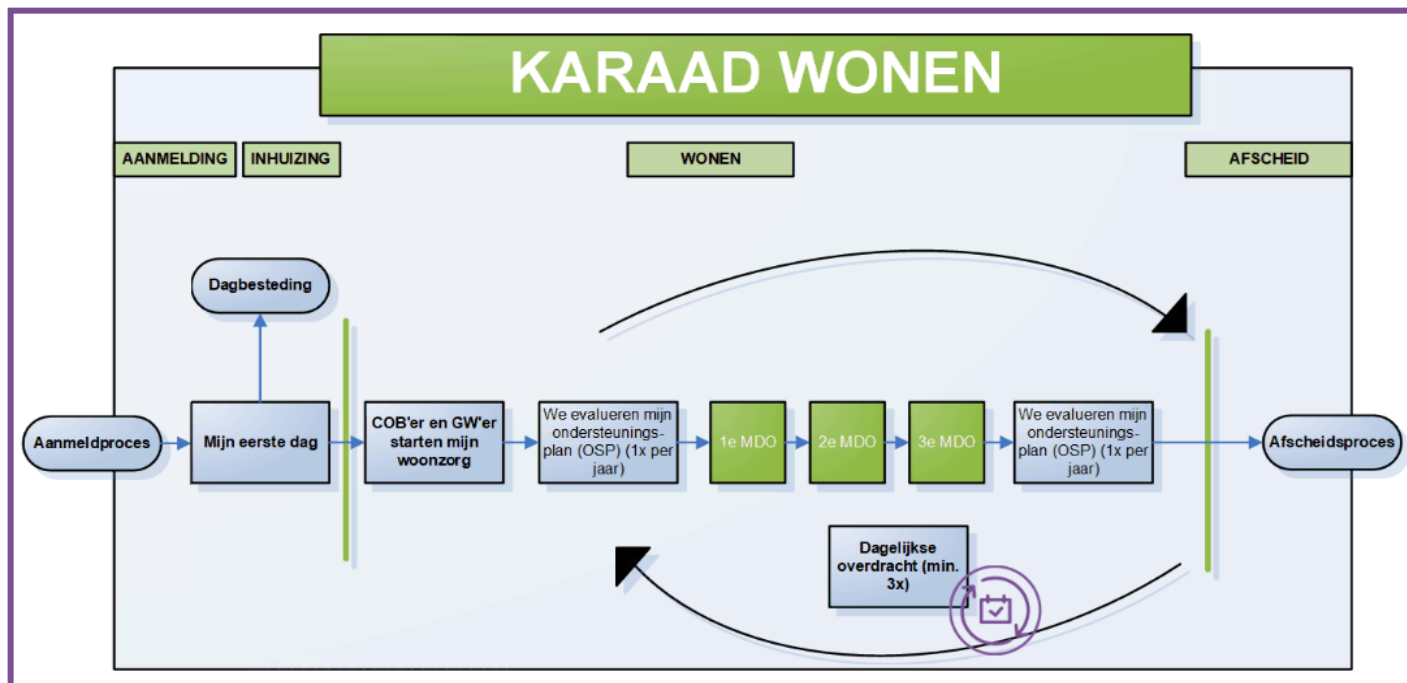 KARAAD WONEN
AANMELDING
INHUIZING
WONEN
AFSCHEID
Dagbesteding
Aanmeldproces
Mijn eerste dag
COB'er en GW'er
starten mijn
woonzorg
We evalueren mijn
ondersteunings-
plan (OSP) (1x per
jaar)
1e MDO
2e MDO
3e MDO
We evalueren mijn
ondersteunings-
plan (OSP) (1x per
jaar)
Afscheidsproces
Dagelijkse
overdracht (min.
3x)